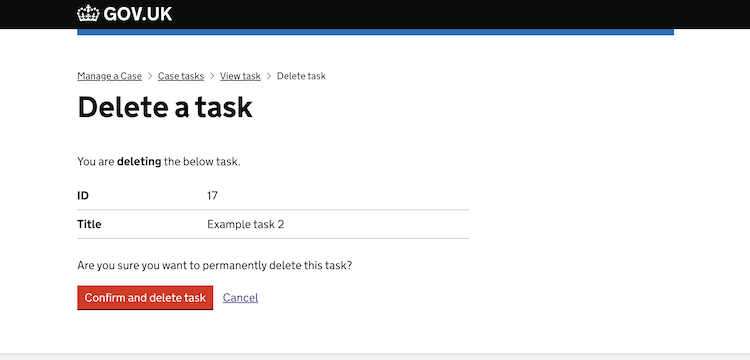 GOV.UK
Manage a Case > Case tasks > View task > Delete task
Delete a task
You are deleting the below task.
ID 17
Title Example task 2
Are you sure you want to permanently delete this task?
Confirm and delete task Cancel